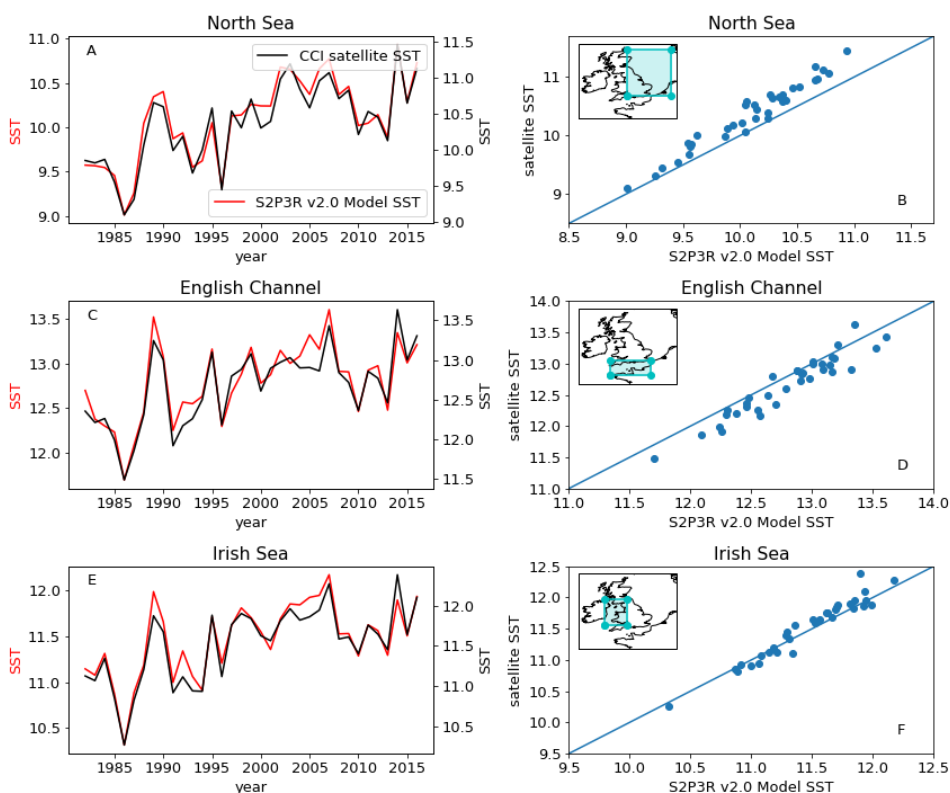 North Sea
A
CCI satellite SST
S2P3R v2.0 Model SST
SST
SST
11.0
10.5
10.0
9.5
9.0
11.5
11.0
10.5
10.0
9.5
9.0
1985 1990 1995 2000 2005 2010 2015
year
North Sea
B
satellite SST
11
10
9
8.5 9.0 9.5 10.0 10.5 11.0 11.5
S2P3R v2.0 Model SST
English Channel
C
SST
SST
13.5
13.0
12.5
12.0
13.5
13.0
12.5
12.0
11.5
1985 1990 1995 2000 2005 2010 2015
year
English Channel
D
satellite SST
14.0
13.5
13.0
12.5
12.0
11.5
11.0
11.0 11.5 12.0 12.5 13.0 13.5 14.0
S2P3R v2.0 Model SST
Irish Sea
E
SST
SST
12.0
11.5
11.0
10.5
12.0
11.5
11.0
10.5
1985 1990 1995 2000 2005 2010 2015
year
Irish Sea
F
satellite SST
12.5
12.0
11.5
11.0
10.5
10.0
9.5
9.5 10.0 10.5 11.0 11.5 12.0 12.5
S2P3R v2.0 Model SST